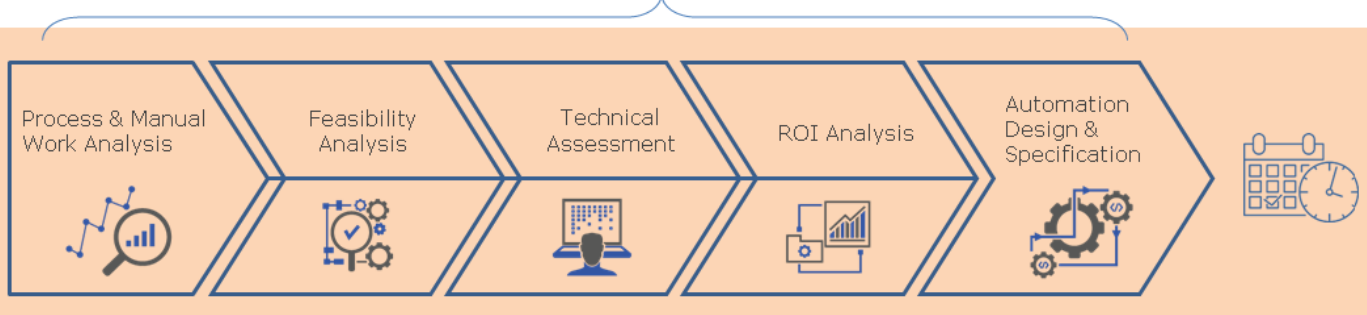 Process & Manual
Work Analysis
Feasibility
Analysis
Technical
Assessment
ROI Analysis
Automation
Design &
Specification